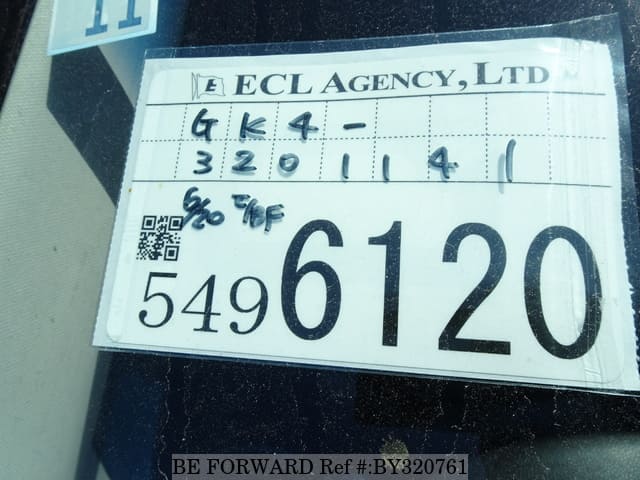 11
E ECL AGENCY, LTD
GK4-
3201141
6/20
5496120
BE FORWARD Ref #:BY320761